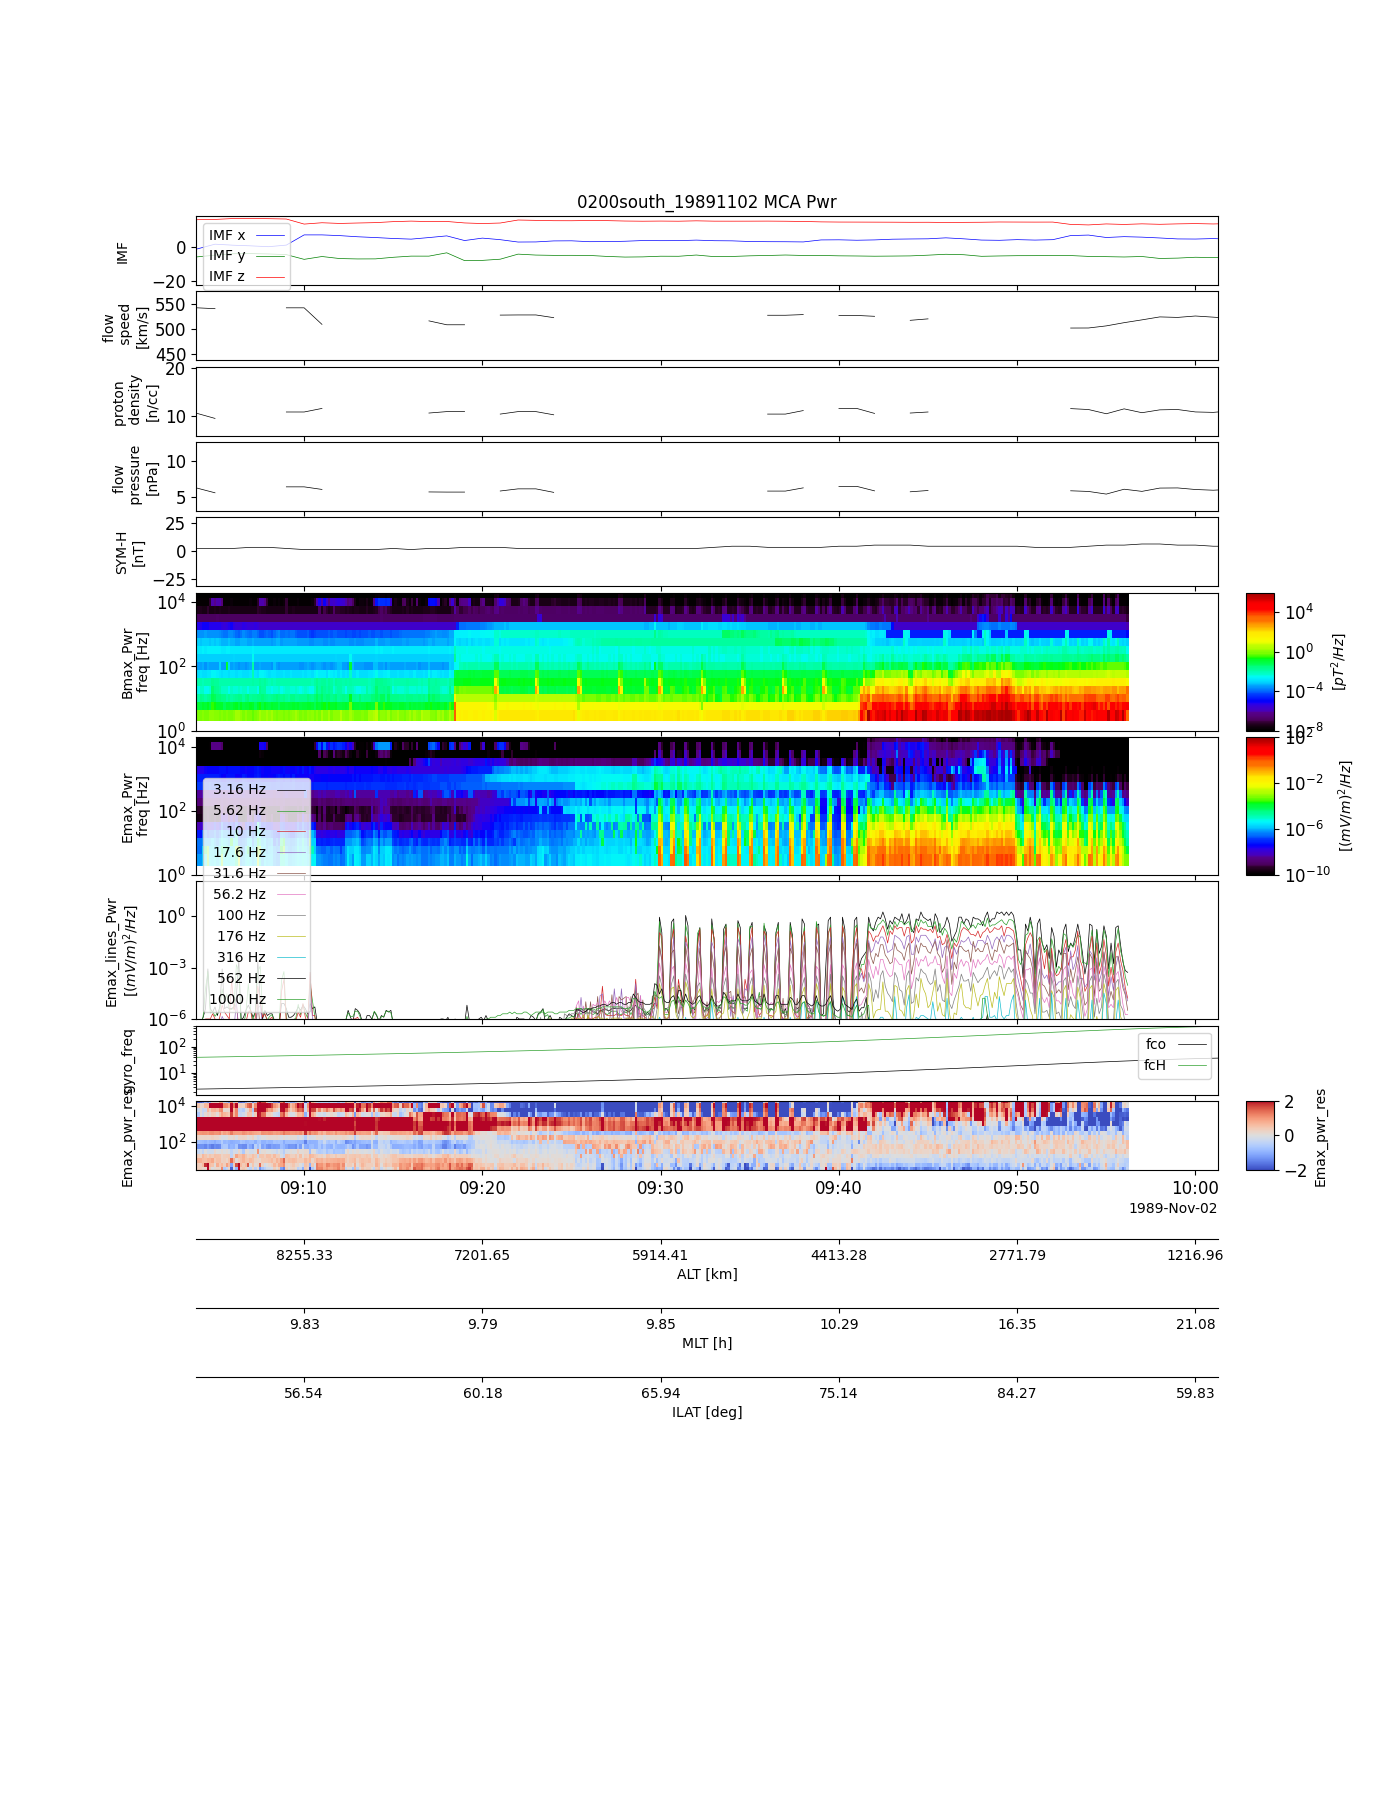 0200south_19891102 MCA Pwr
IMF
0
−20
IMF x
IMF y
IMF z
flow
speed
[km/s]
550
500
450
proton
density
[n/cc]
20
10
flow
pressure
[nPa]
10
5
SYM-H
[nT]
25
0
−25
Bmax_Pwr
freq [Hz]
10^4
10^2
10^0
10^4
10^0
10^−4
10^−8
[pT^2/Hz]
Emax_Pwr
freq [Hz]
10^4
10^2
10^0
10^2
10^−2
10^−6
10^−10
[(mV/m)^2/Hz]
3.16 Hz
5.62 Hz
10 Hz
17.6 Hz
31.6 Hz
56.2 Hz
100 Hz
176 Hz
316 Hz
562 Hz
1000 Hz
Emax_lines_Pwr
[(mV/m)^2/Hz]
10^0
10^−3
10^−6
gyro_freq
10^2
10^1
fco
fcH
Emax_pwr_res
10^4
10^2
2
0
−2
Emax_pwr_res
09:10 09:20 09:30 09:40 09:50 10:00
1989-Nov-02
8255.33 7201.65 5914.41 4413.28 2771.79 1216.96
ALT [km]
9.83 9.79 9.85 10.29 16.35 21.08
MLT [h]
56.54 60.18 65.94 75.14 84.27 59.83
ILAT [deg]